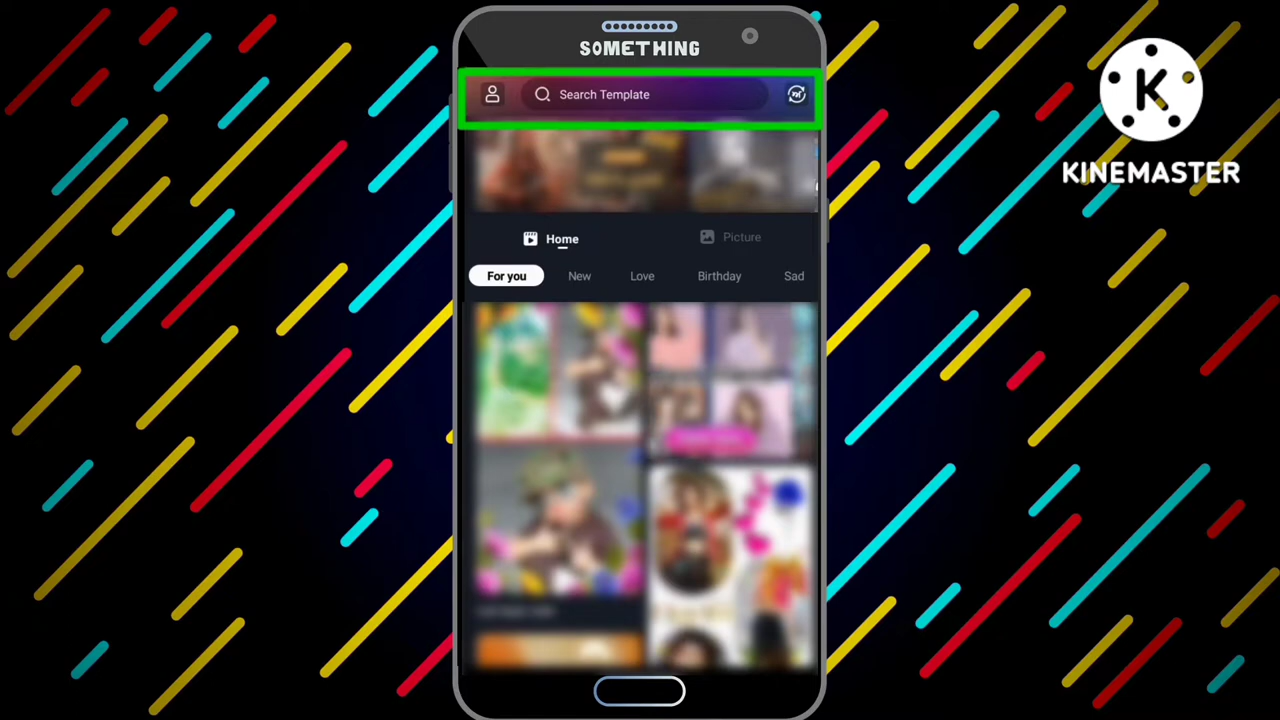 SOMETHING
Search Template
KINEMASTER
Home
Picture
For you
New
Love
Birthday
Sad